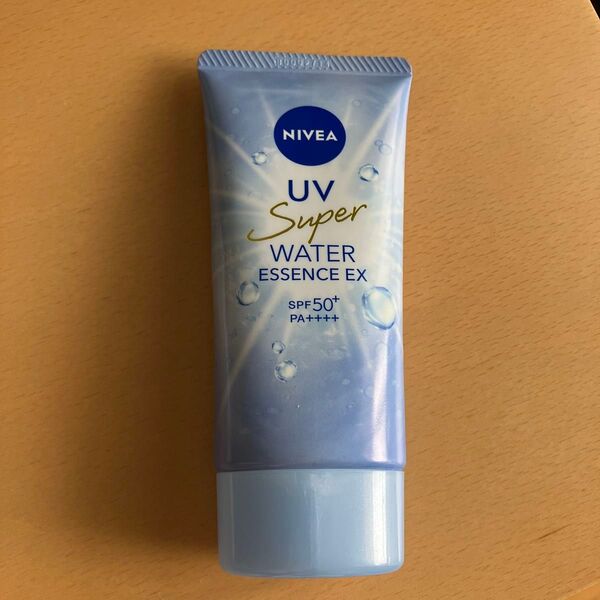 NIVEA
UV
Super
WATER
ESSENCE EX
SPF50+
PA++++